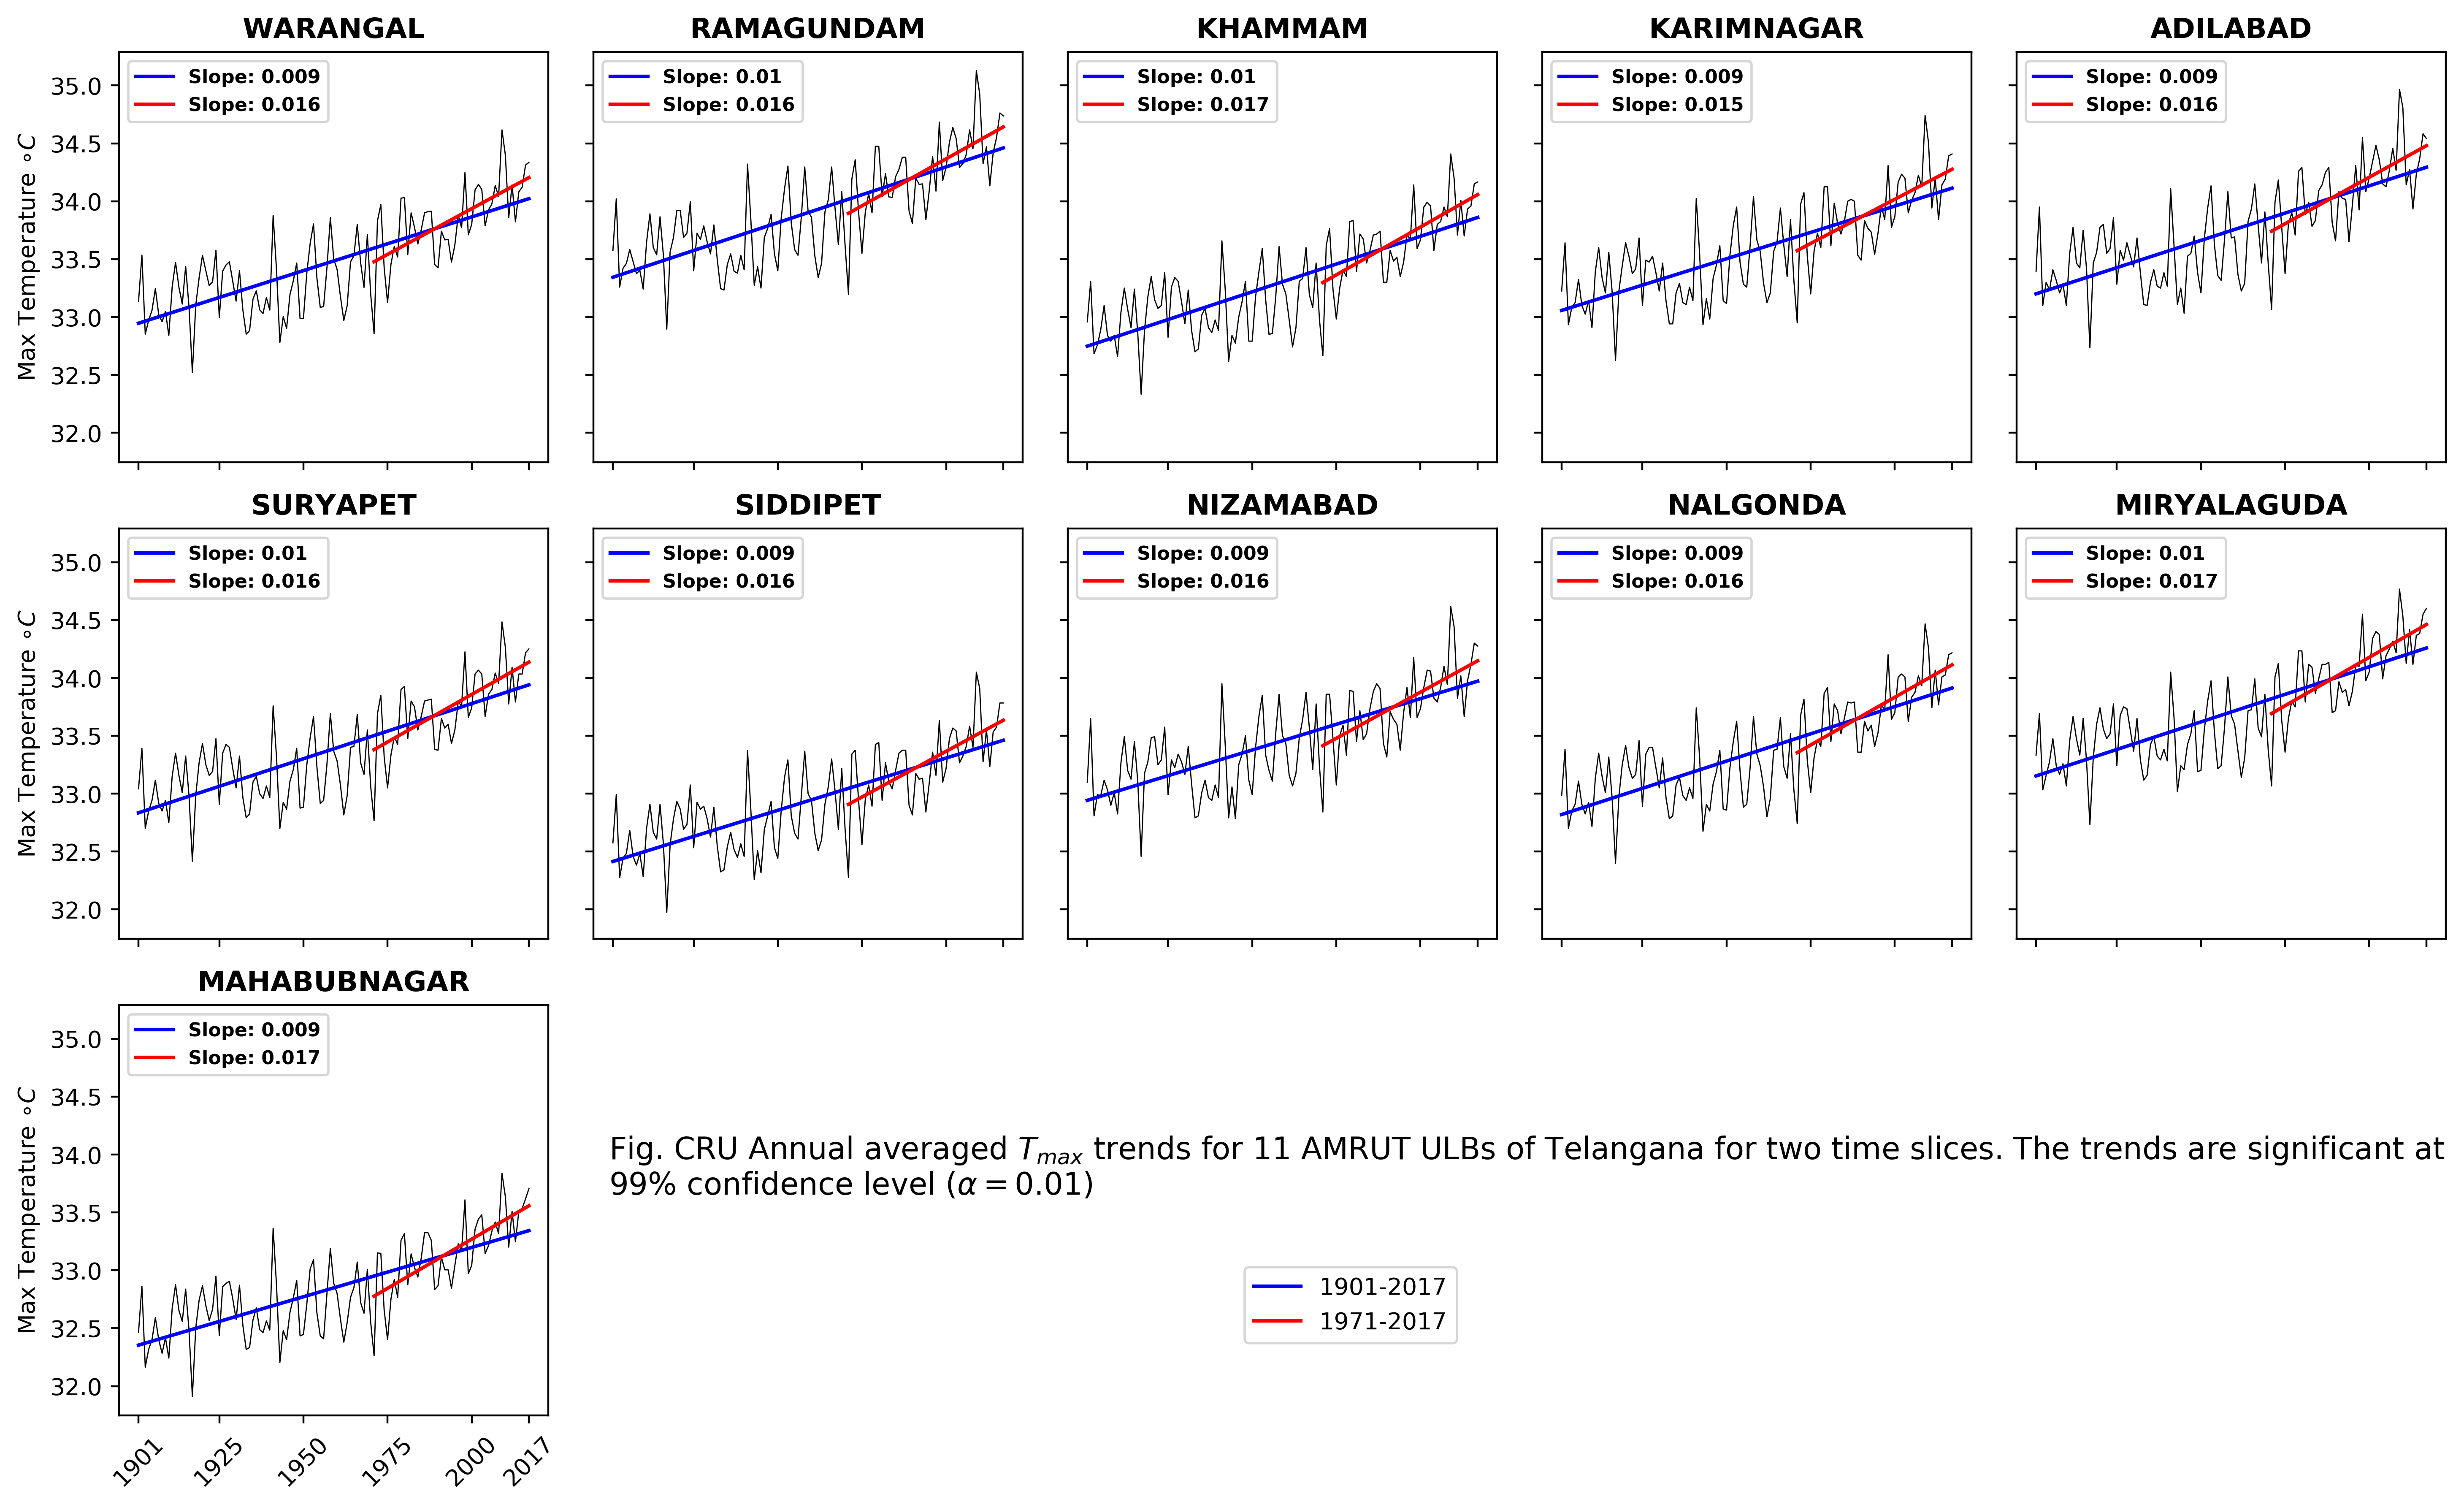 WARANGAL
Slope: 0.009
Slope: 0.016
35.0
34.5
34.0
33.5
33.0
32.5
32.0
Max Temperature ∘C
RAMAGUNDAM
Slope: 0.01
Slope: 0.016
KHAMMAM
Slope: 0.01
Slope: 0.017
KARIMNAGAR
Slope: 0.009
Slope: 0.015
ADILABAD
Slope: 0.009
Slope: 0.016
SURYAPET
Slope: 0.01
Slope: 0.016
35.0
34.5
34.0
33.5
33.0
32.5
32.0
Max Temperature ∘C
SIDDIPET
Slope: 0.009
Slope: 0.016
NIZAMABAD
Slope: 0.009
Slope: 0.016
NALGONDA
Slope: 0.009
Slope: 0.016
MIRYALAGUDA
Slope: 0.01
Slope: 0.017
MAHABUBNAGAR
Slope: 0.009
Slope: 0.017
35.0
34.5
34.0
33.5
33.0
32.5
32.0
Max Temperature ∘C
1901 1925 1950 1975 2000 2017
Fig. CRU Annual averaged Tmax trends for 11 AMRUT ULBs of Telangana for two time slices. The trends are significant at
99% confidence level (α = 0.01)
1901-2017
1971-2017